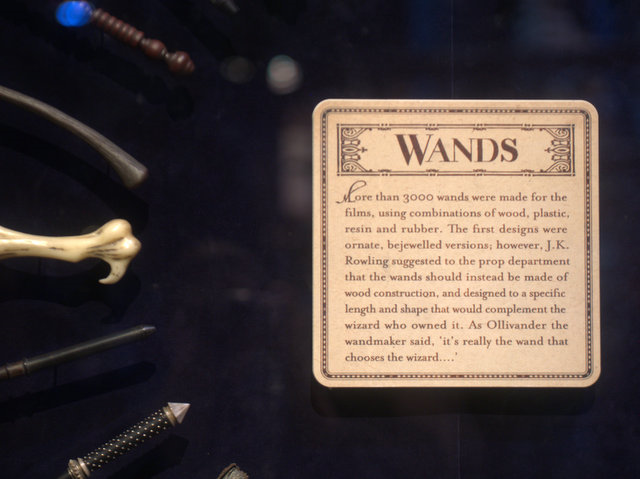 WANDS
More than 3000 wands were made for the
films, using combinations of wood, plastic,
resin and rubber. The first designs were
ornate, bejewelled versions; however, J.K.
Rowling suggested to the prop department
that the wands should instead be made of
wood construction, and designed to a specific
length and shape that would complement the
wizard who owned it. As Ollivander the
wandmaker said, 'it's really the wand that
chooses the wizard....'